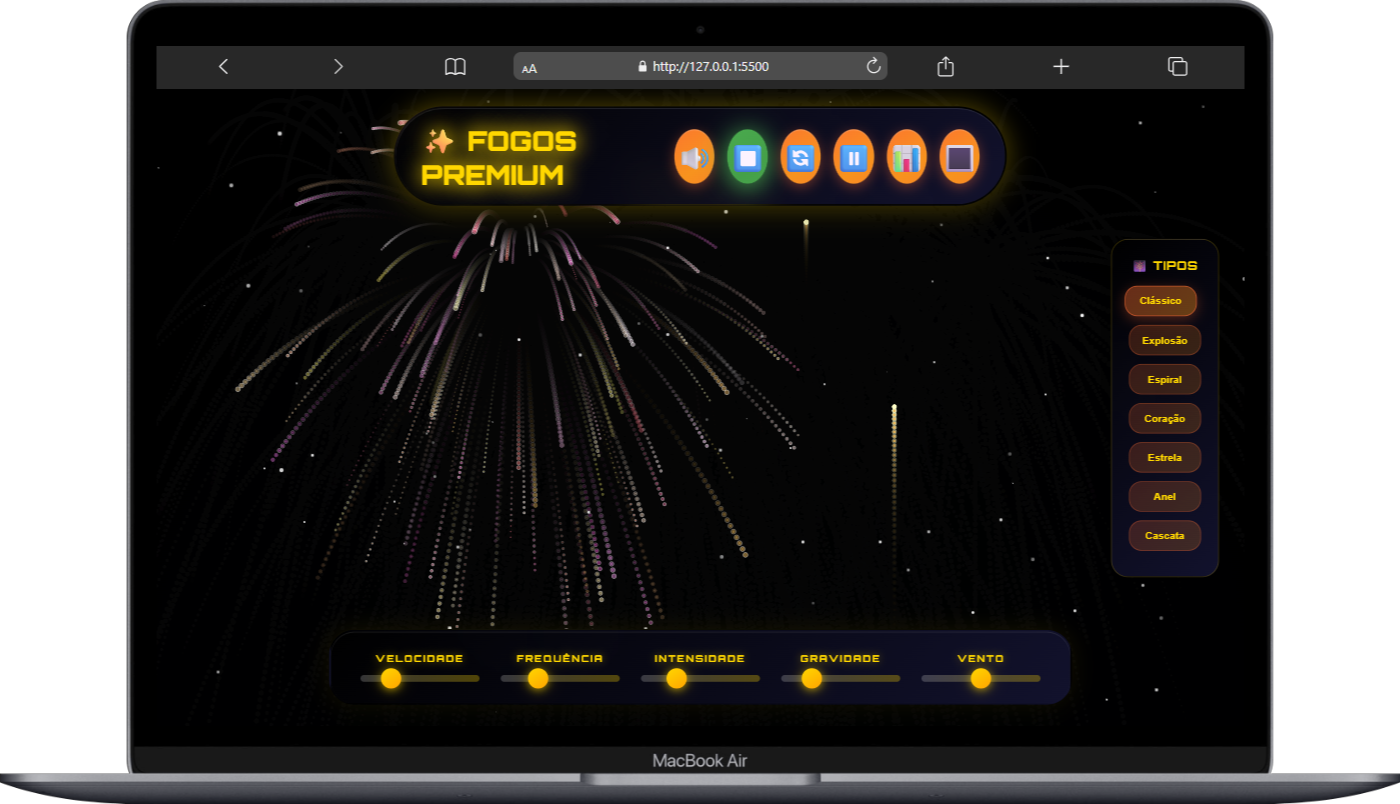 AA
http://127.0.0.1:5500
✨ FOGOS
PREMIUM
TIPOS
Clássico
Explosão
Espiral
Coração
Estrela
Anel
Cascata
VELOCIDADE
FREQUÊNCIA
INTENSIDADE
GRAVIDADE
VENTO
MacBook Air